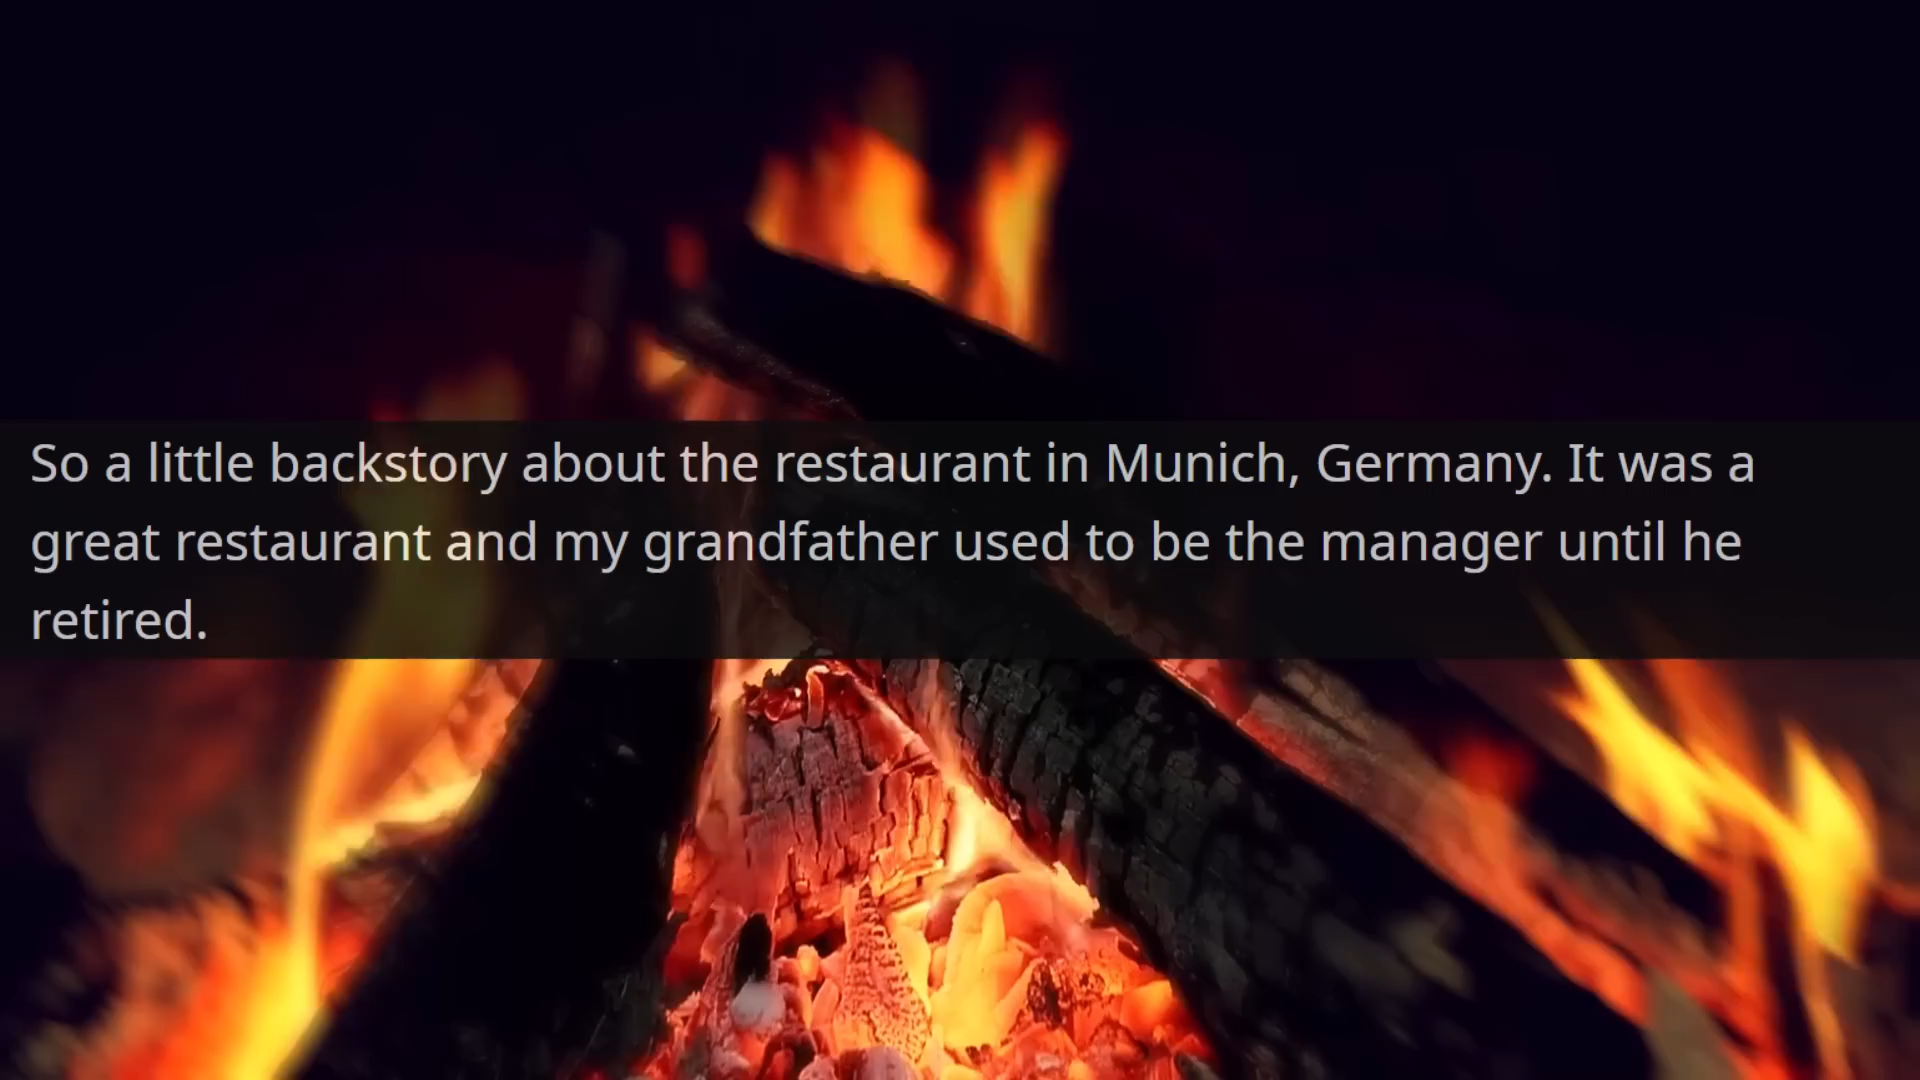 So a little backstory about the restaurant in Munich, Germany. It was a
great restaurant and my grandfather used to be the manager until he
retired.